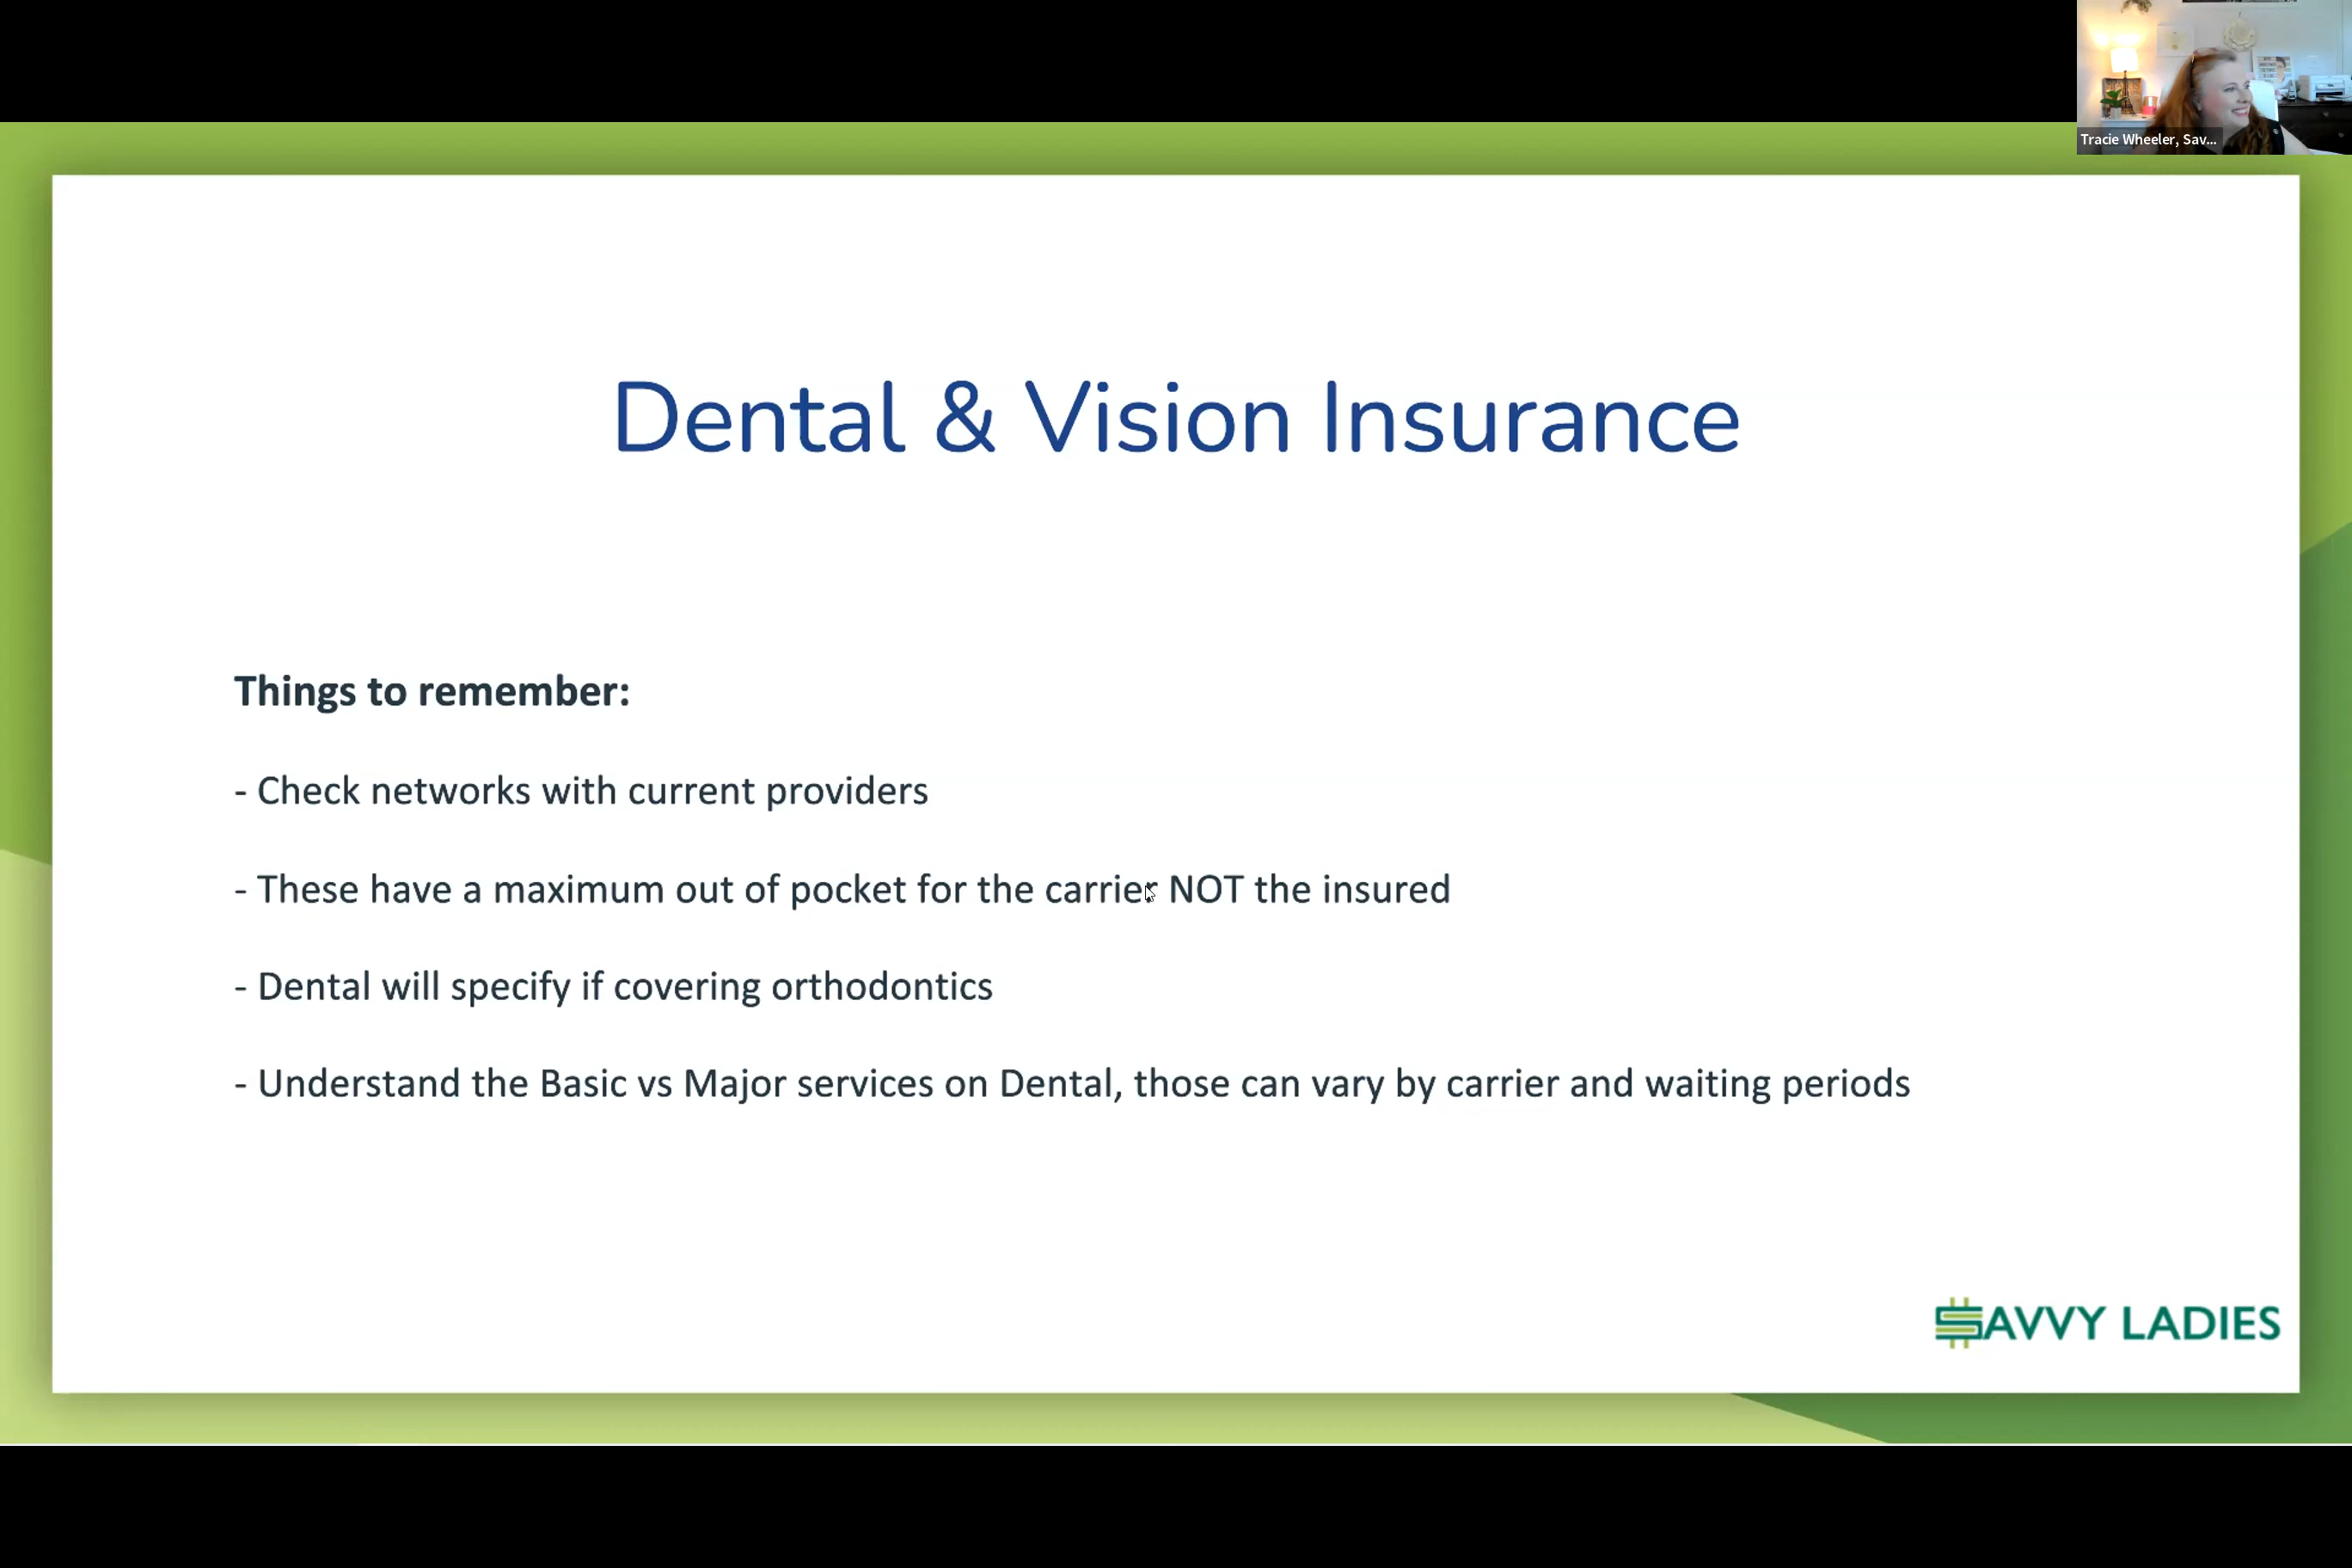 Tracie Wheeler, Sav...
Dental & Vision Insurance
Things to remember:
- Check networks with current providers
- These have a maximum out of pocket for the carrier NOT the insured
- Dental will specify if covering orthodontics
- Understand the Basic vs Major services on Dental, those can vary by carrier and waiting periods
SAVVY LADIES